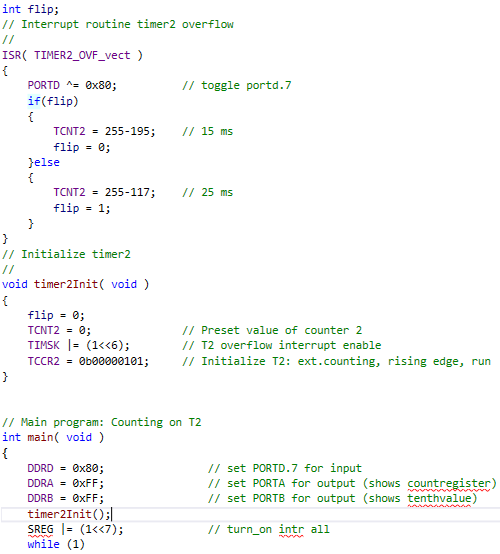 int flip;
// Interrupt routine timer2 overflow
//
ISR( TIMER2_OVF_vect )
{
    PORTD ^= 0x80;          // toggle portd.7
    if(flip)
    {
        TCNT2 = 255-195;    // 15 ms
        flip = 0;
    }else
    {
        TCNT2 = 255-117;    // 25 ms
        flip = 1;
    }
}
// Initialize timer2
//
void timer2Init( void )
{
    flip = 0;
    TCNT2 = 0;              // Preset value of counter 2
    TIMSK |= (1<<6);        // T2 overflow interrupt enable
    TCCR2 = 0b00000101;     // Initialize T2: ext.counting, rising edge, run
}
// Main program: Counting on T2
int main( void )
{
    DDRD = 0x80;                // set PORTD.7 for input
    DDRA = 0xFF;                // set PORTA for output (shows countregister)
    DDRB = 0xFF;                // set PORTB for output (shows tenthvalue)
    timer2Init();
    SREG |= (1<<7);             // turn_on intr all
    while (1)